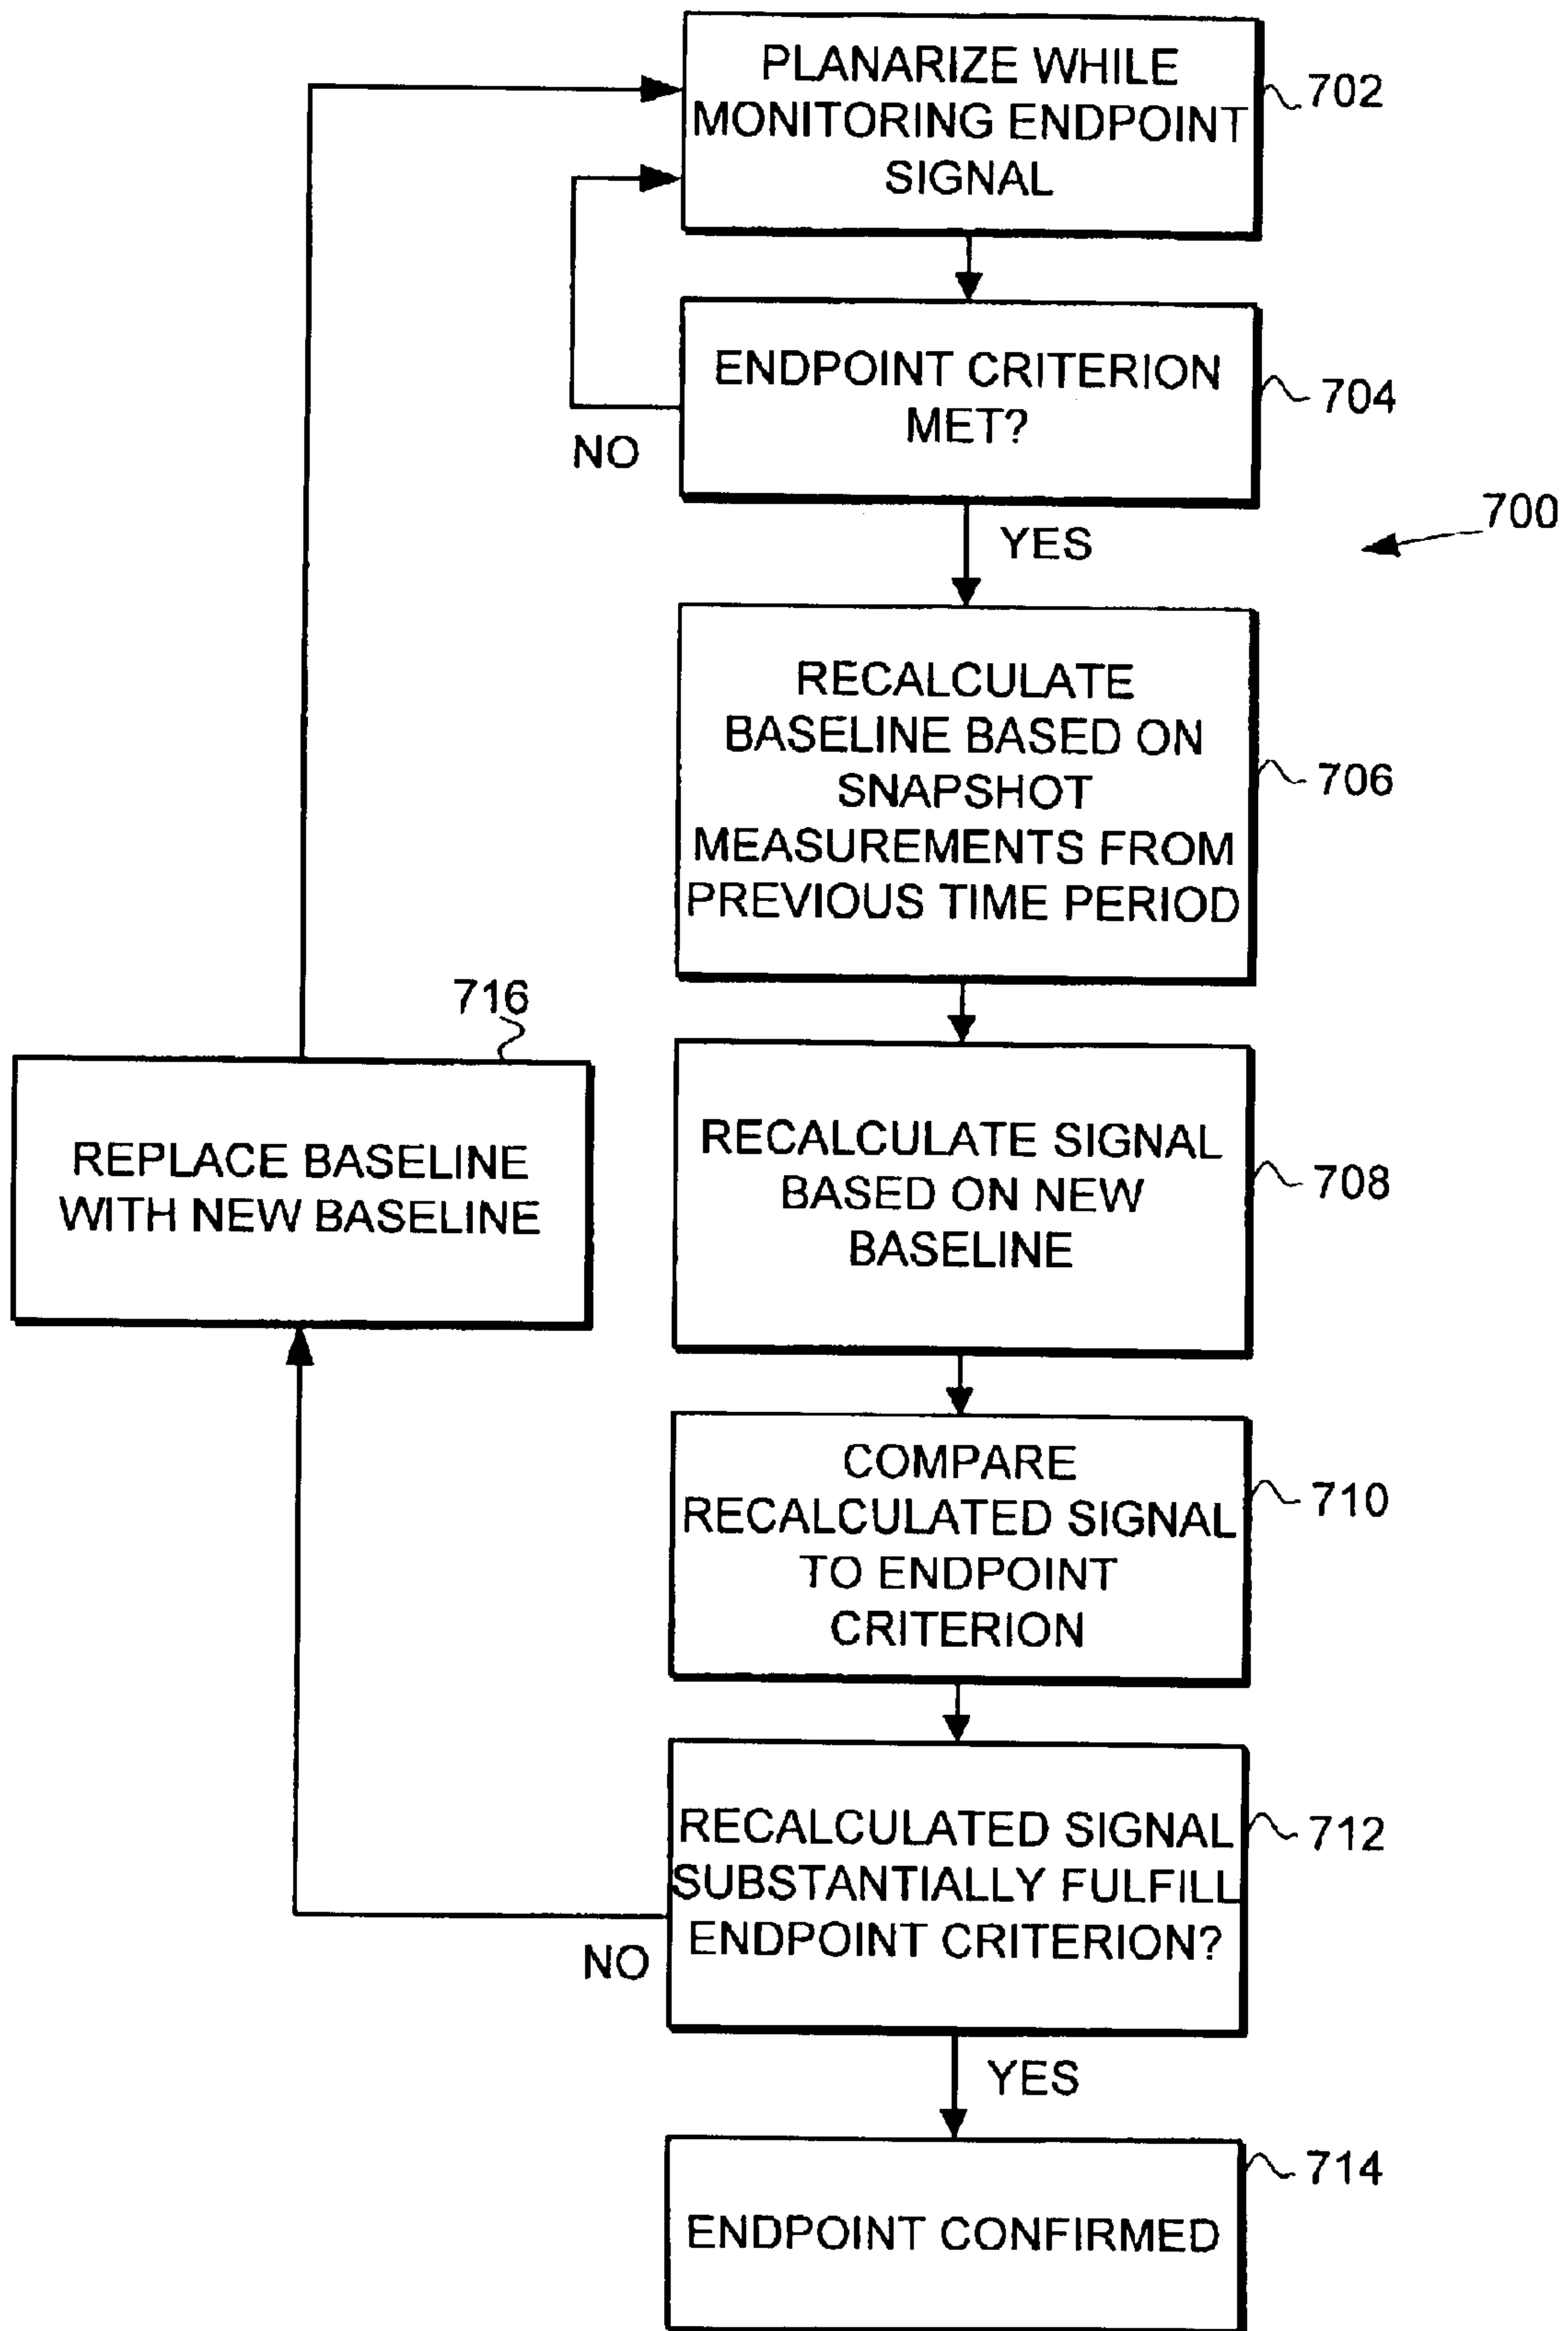 PLANARIZE WHILE
MONITORING ENDPOINT
SIGNAL
702
ENDPOINT CRITERION
MET?
704
NO
YES
700
RECALCULATE
BASELINE BASED ON
SNAPSHOT
MEASUREMENTS FROM
PREVIOUS TIME PERIOD
706
716
REPLACE BASELINE
WITH NEW BASELINE
RECALCULATE SIGNAL
BASED ON NEW
BASELINE
708
COMPARE
RECALCULATED SIGNAL
TO ENDPOINT
CRITERION
710
RECALCULATED SIGNAL
SUBSTANTIALLY FULFILL
ENDPOINT CRITERION?
712
NO
YES
714
ENDPOINT CONFIRMED